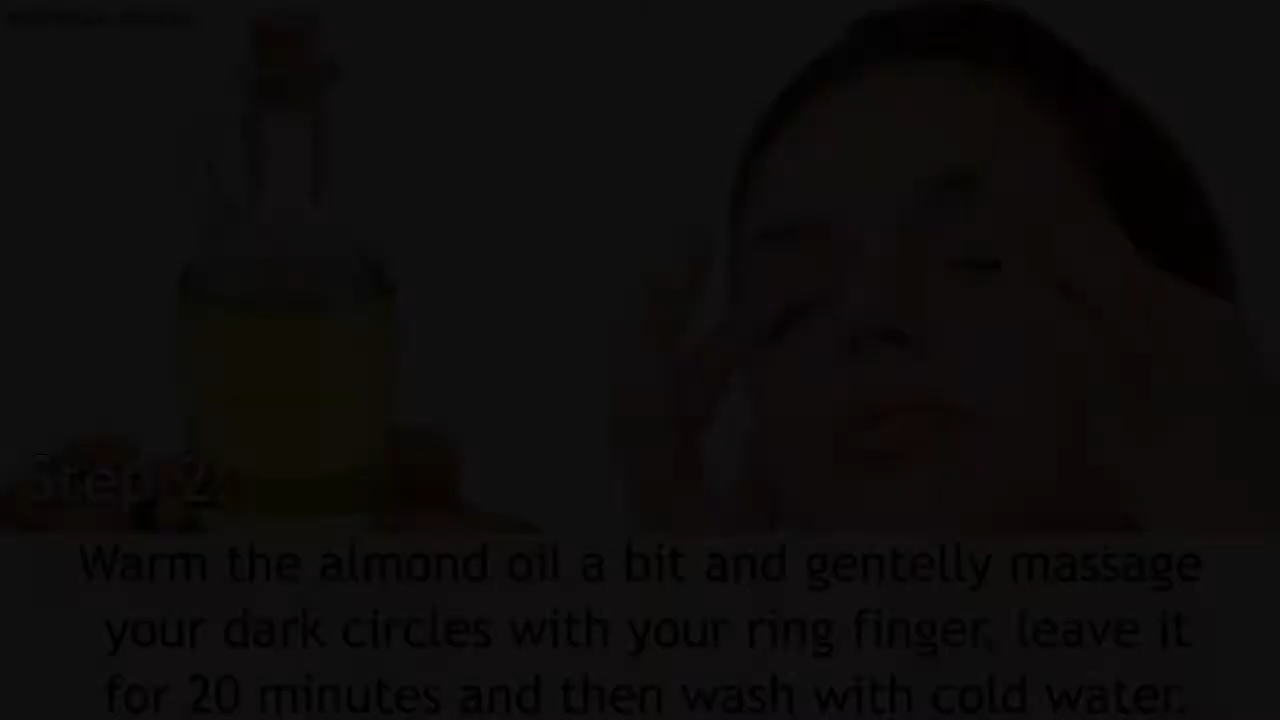 Step 2
Warm the almond oil a bit and gentelly massage
your dark circles with your ring finger, leave it
for 20 minutes and then wash with cold water.